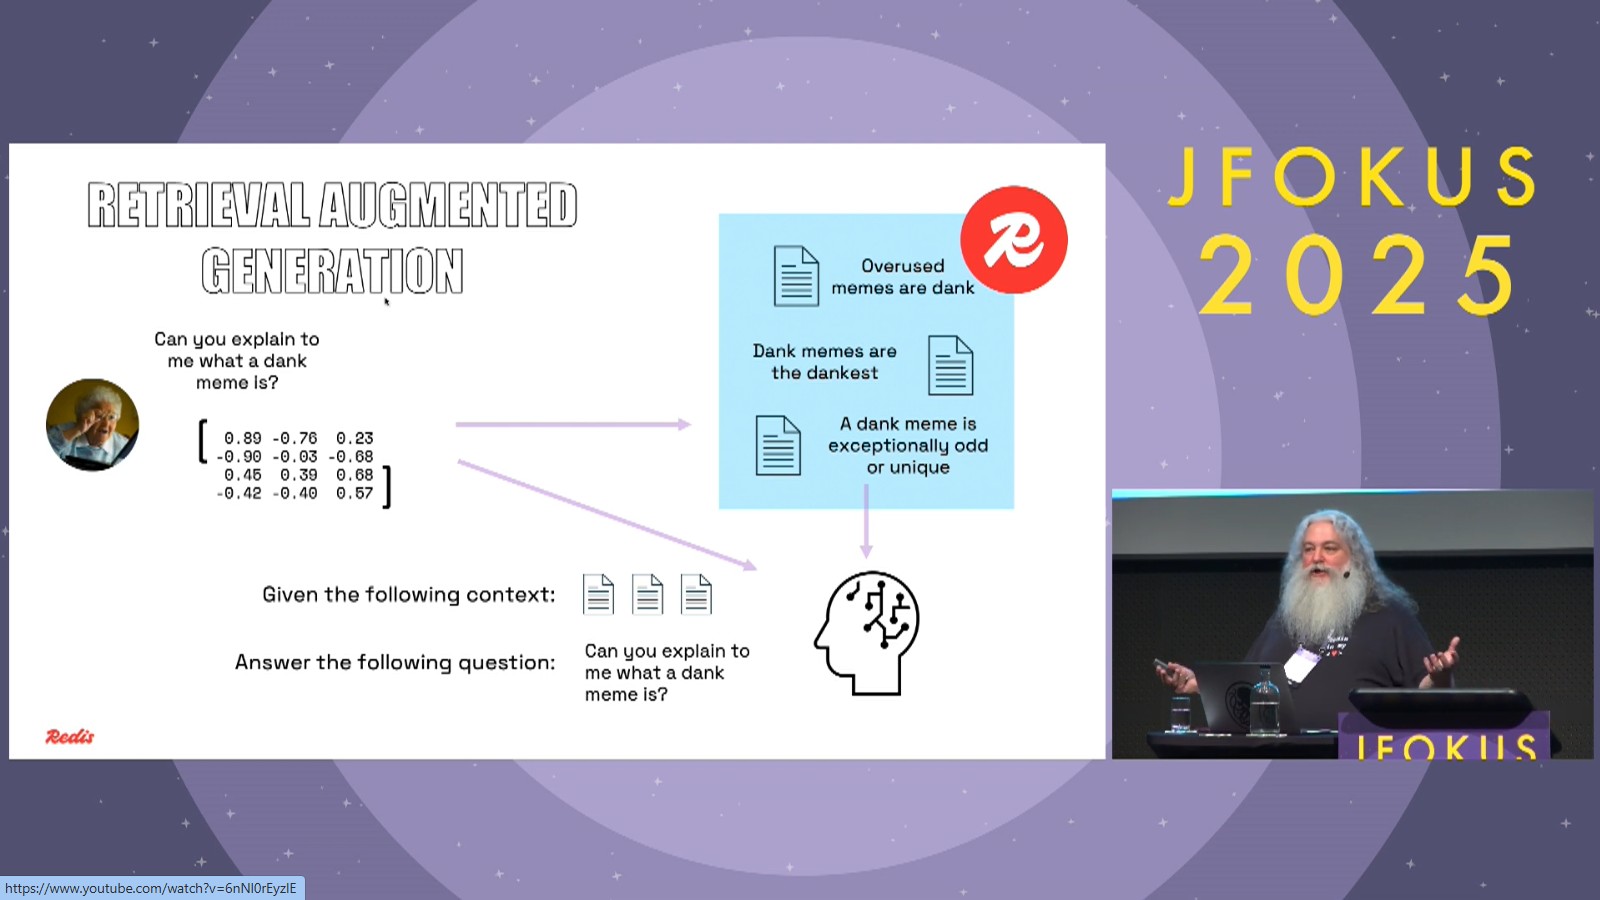 RETRIEVAL AUGMENTED
GENERATION
Can you explain to
me what a dank
meme is?
0.89 -0.76 0.23
-0.90 -0.03 -0.68
0.45 0.39 0.68
-0.42 -0.40 0.57
Overused
memes are dank
Dank memes are
the dankest
A dank meme is
exceptionally odd
or unique
Given the following context:
Answer the following question:
Can you explain to
me what a dank
meme is?
Redis
JFOKUS
2025
JFOKUS
https://www.youtube.com/watch?v=6nNI0rEyzIE